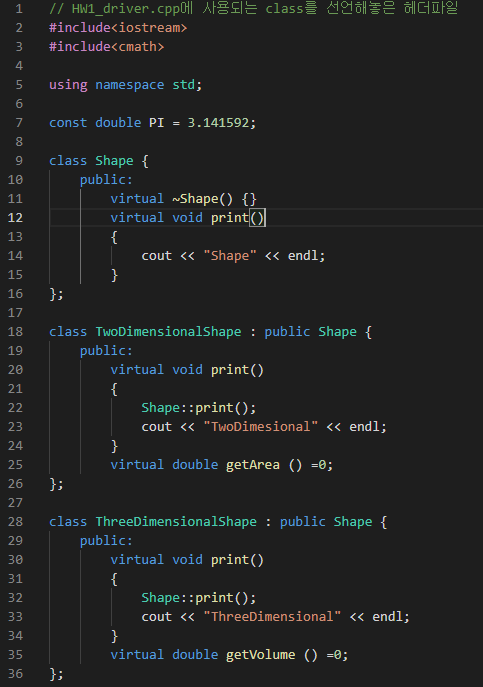 1 // HW1_driver.cpp에 사용되는 class를 선언해놓은 헤더파일
2 #include<iostream>
3 #include<cmath>
4
5 using namespace std;
6
7 const double PI = 3.141592;
8
9 class Shape {
10 public:
11 virtual ~Shape() {}
12 virtual void print()
13 {
14 cout << "Shape" << endl;
15 }
16 };
17
18 class TwoDimensionalShape : public Shape {
19 public:
20 virtual void print()
21 {
22 Shape::print();
23 cout << "TwoDimesional" << endl;
24 }
25 virtual double getArea () =0;
26 };
27
28 class ThreeDimensionalShape : public Shape {
29 public:
30 virtual void print()
31 {
32 Shape::print();
33 cout << "ThreeDimensional" << endl;
34 }
35 virtual double getVolume () =0;
36 };